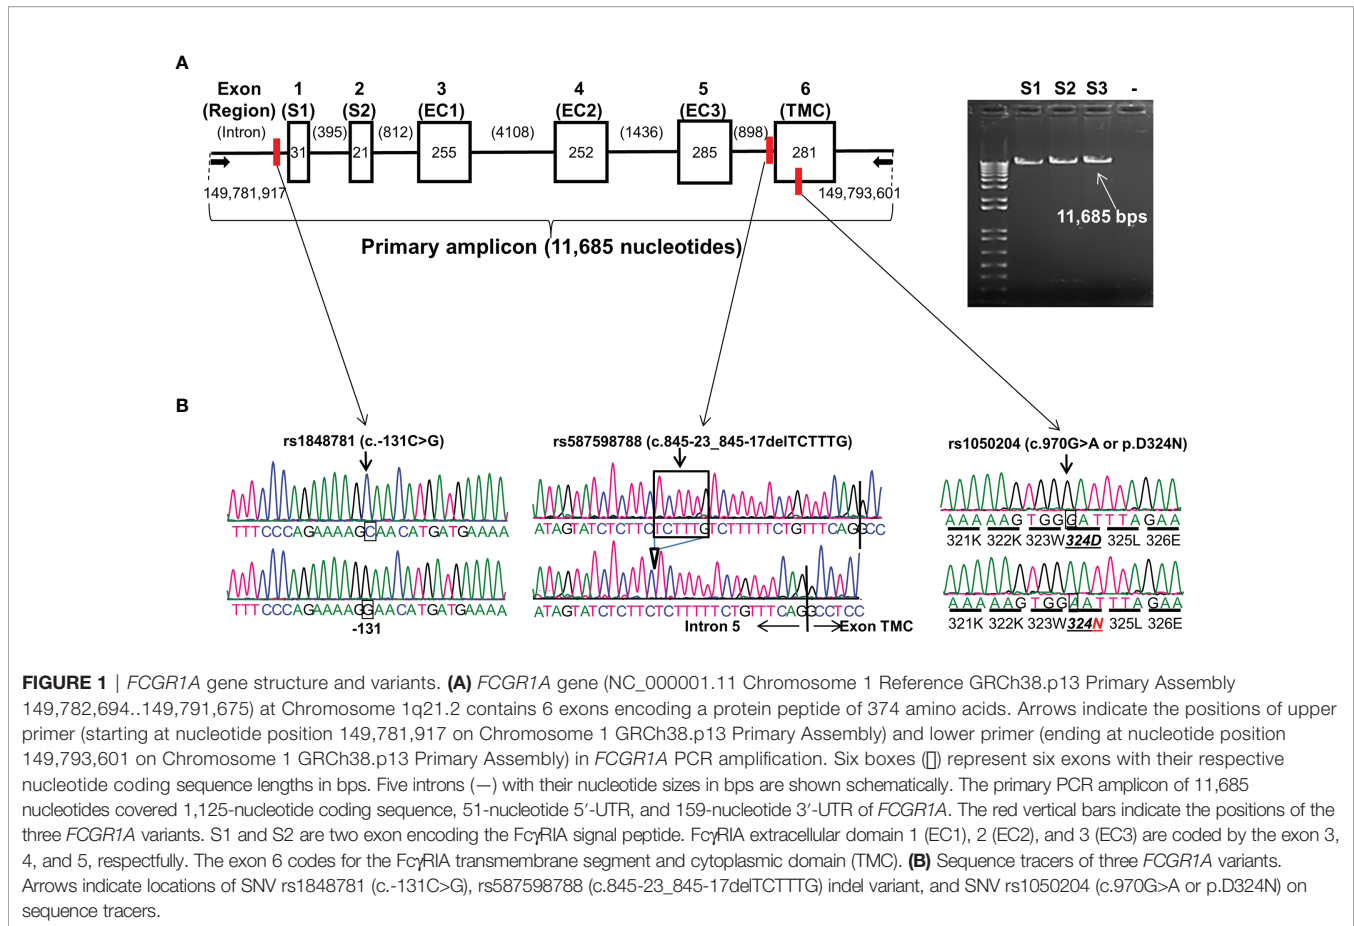 A
Exon 1 2 3 4 5 6
(Region) (S1) (S2) (EC1) (EC2) (EC3) (TMC)
(Intron) (395) (812) (4108) (1436) (898)
31 21 255 252 285 281
149,781,917 149,793,601
Primary amplicon (11,685 nucleotides)
S1 S2 S3 -
11,685 bps
B
rs1848781 (c.-131C>G)
TTTCCCAGAAAAGCAACATGATGAAAA
TTTCCCAGAAAAGGAACATGATGAAAA
-131
rs587598788 (c.845-23_845-17delTCTTTG)
ATAGTATCTCTTCTCTTTGTCTTTTTCTGTTTCAGGCC
ATAGTATCTCTTCTCTTTTTCTGTTTCAGGCCTCC
Intron 5 Exon TMC
rs1050204 (c.970G>A or p.D324N)
AAAAAGTGGGATTTAGAA
321K 322K 323W 324D 325L 326E
AAAAAGTGGAATTTAGAA
321K 322K 323W 324N 325L 326E
FIGURE 1 | FCGR1A gene structure and variants. (A) FCGR1A gene (NC_000001.11 Chromosome 1 Reference GRCh38.p13 Primary Assembly
149,782,694..149,791,675) at Chromosome 1q21.2 contains 6 exons encoding a protein peptide of 374 amino acids. Arrows indicate the positions of upper
primer (starting at nucleotide position 149,781,917 on Chromosome 1 GRCh38.p13 Primary Assembly) and lower primer (ending at nucleotide position
149,793,601 on Chromosome 1 GRCh38.p13 Primary Assembly) in FCGR1A PCR amplification. Six boxes (▯) represent six exons with their respective
nucleotide coding sequence lengths in bps. Five introns (—) with their nucleotide sizes in bps are shown schematically. The primary PCR amplicon of 11,685
nucleotides covered 1,125-nucleotide coding sequence, 51-nucleotide 5′-UTR, and 159-nucleotide 3′-UTR of FCGR1A. The red vertical bars indicate the positions of the
three FCGR1A variants. S1 and S2 are two exon encoding the FcγRIA signal peptide. FcγRIA extracellular domain 1 (EC1), 2 (EC2), and 3 (EC3) are coded by the exon 3,
4, and 5, respectfully. The exon 6 codes for the FcγRIA transmembrane segment and cytoplasmic domain (TMC). (B) Sequence tracers of three FCGR1A variants.
Arrows indicate locations of SNV rs1848781 (c.-131C>G), rs587598788 (c.845-23_845-17delTCTTTG) indel variant, and SNV rs1050204 (c.970G>A or p.D324N) on
sequence tracers.